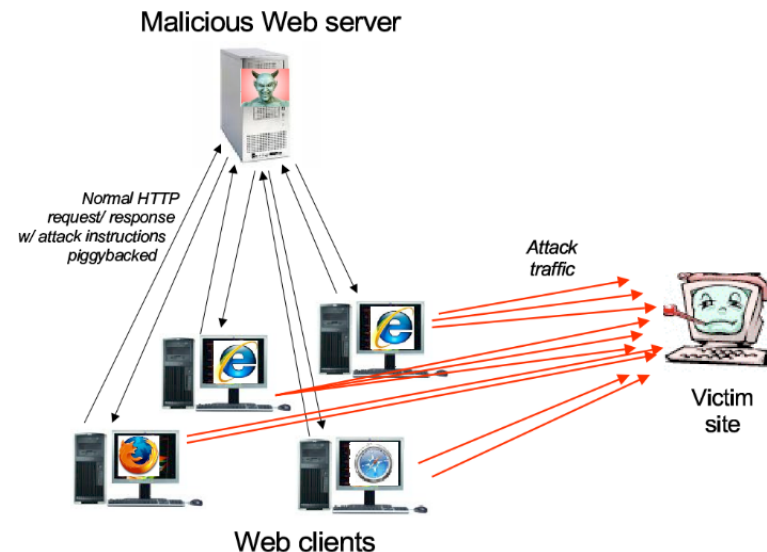 Malicious Web server
Normal HTTP
request/ response
w/ attack instructions
piggybacked
Attack
traffic
Victim
site
Web clients